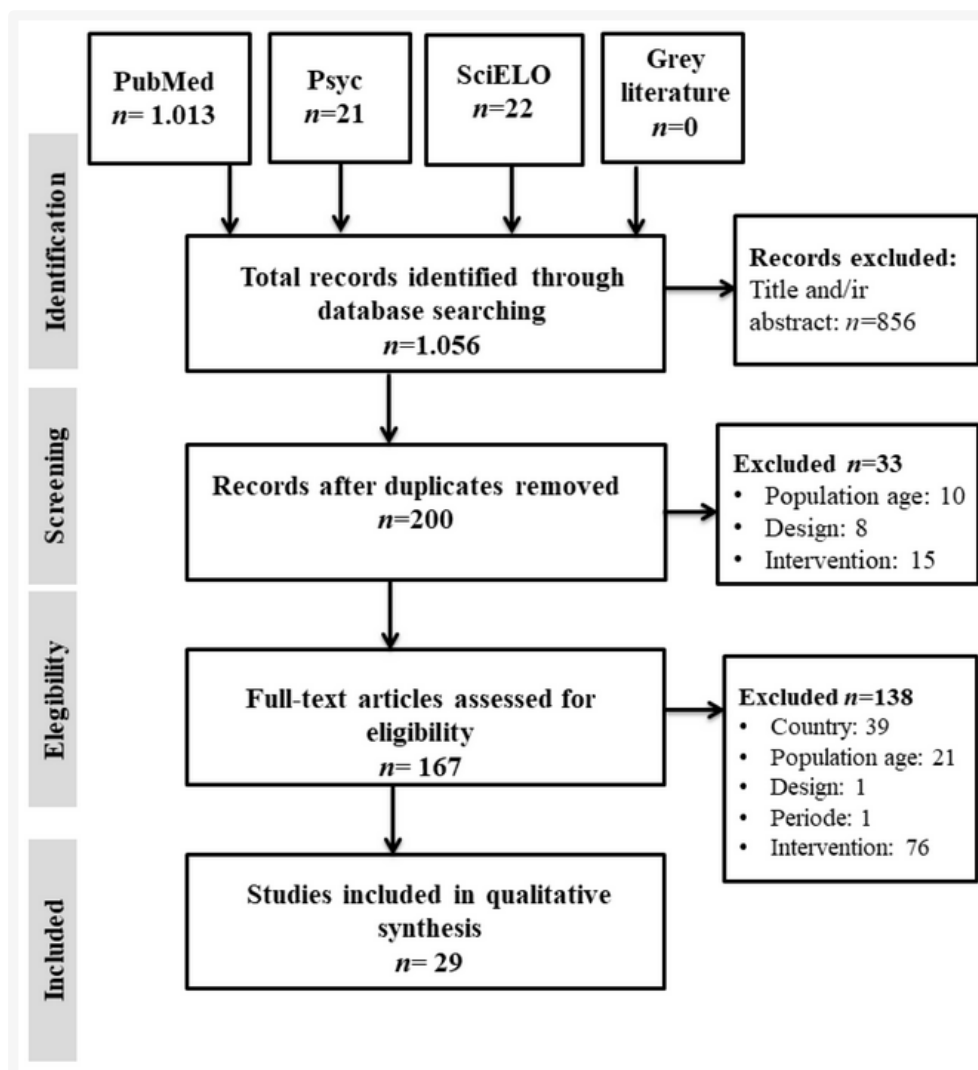 PubMed
n= 1.013
Psyc
n=21
SciELO
n=22
Grey
literature
n=0
Identification
Total records identified through
database searching
n=1.056
Records excluded:
Title and/ir
abstract: n=856
Screening
Records after duplicates removed
n=200
Excluded n=33
• Population age: 10
• Design: 8
• Intervention: 15
Elegibility
Full-text articles assessed for
eligibility
n= 167
Excluded n=138
• Country: 39
• Population age: 21
• Design: 1
• Periode: 1
• Intervention: 76
Included
Studies included in qualitative
synthesis
n= 29